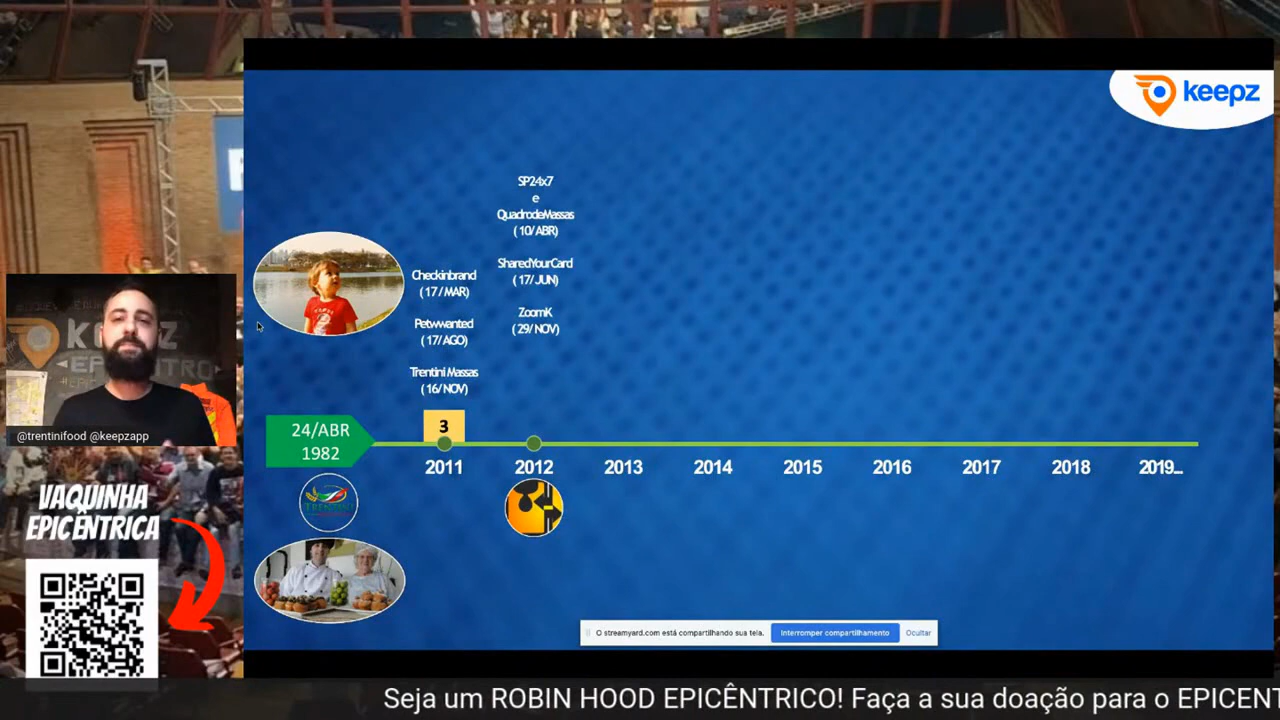 keepz
SP24x7
e
QuadrodeMassas
( 10/ABR)
SharedYourCard
( 17/ JUN)
ZoomK
( 29/ NOV)
Checkinbrand
( 17 / MAR)
Petwwanted
( 17/ AGO)
Trentini Massas
( 16/ NOV)
3
24/ABR
1982
2011
2012
2013
2014
2015
2016
2017
2018
2019...
@trentinifood @keepzapp
VAQUINHA
EPICÊNTRICA
O streamyard.com está compartilhando sua tela.
Interromper compartilhamento
Ocultar
Seja um ROBIN HOOD EPICÊNTRICO! Faça a sua doação para o EPICENT